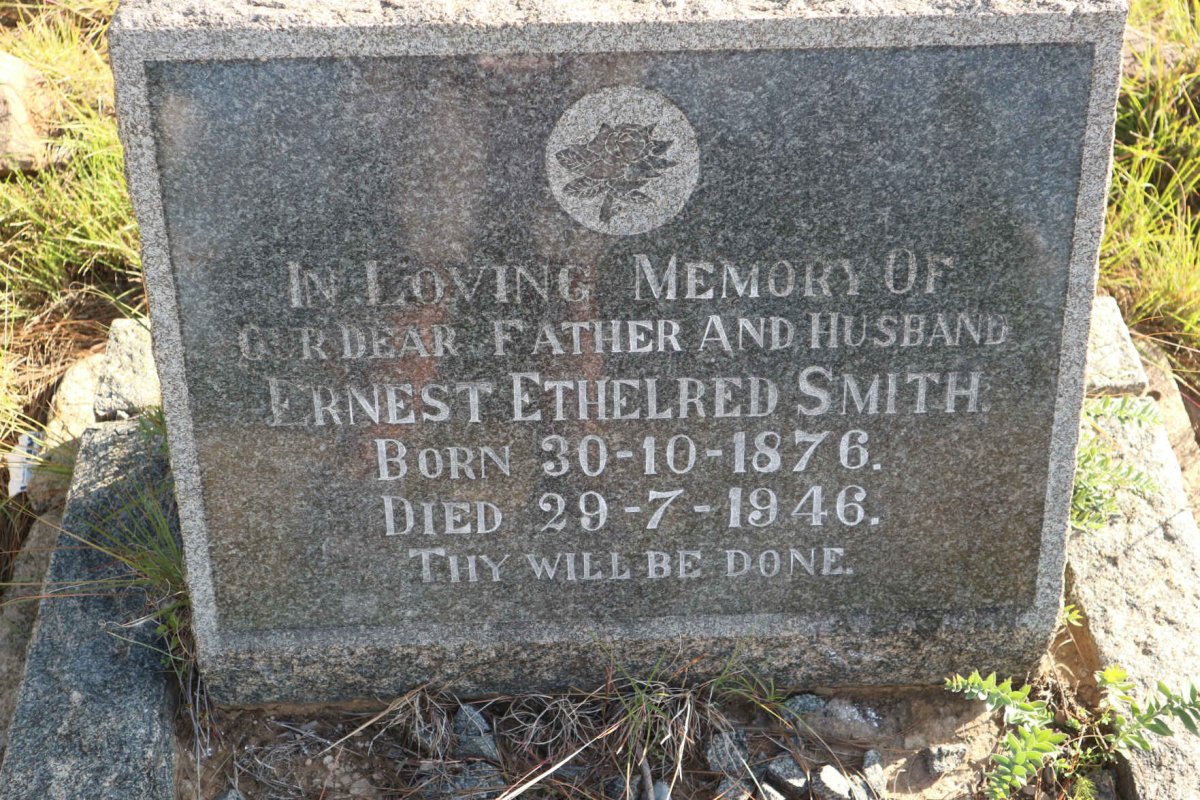 In Loving Memory Of
Our Dear Father And Husband
Ernest Ethelred Smith.
Born 30-10-1876.
Died 29-7-1946.
Thy will be done.